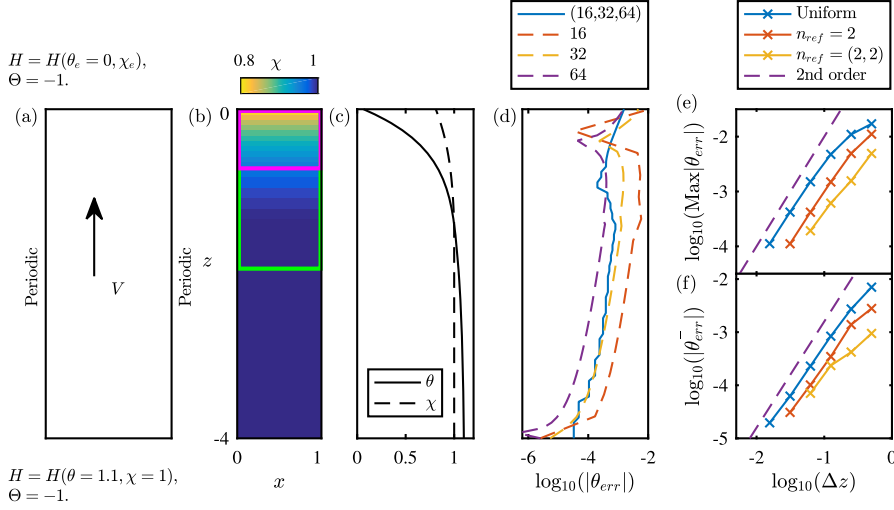 (16,32,64)
16
32
64
Uniform
n_ref = 2
n_ref = (2, 2)
2nd order
H = H(θ_e = 0, χ_e),
Θ = −1.
0.8 χ 1
(a)
(b)
(c)
(d)
(e)
(f)
Periodic
V
Periodic
0
z
-4
0 1
x
θ
χ
0 0.5 1
-6 -4 -2
log₁₀(|θ_err|)
-2
-3
-4
log₁₀(Max|θ_err|)
-2
-3
-4
-5
log₁₀(|θ̄_err|)
-2 -1 0
log₁₀(Δz)
H = H(θ = 1.1, χ = 1),
Θ = −1.